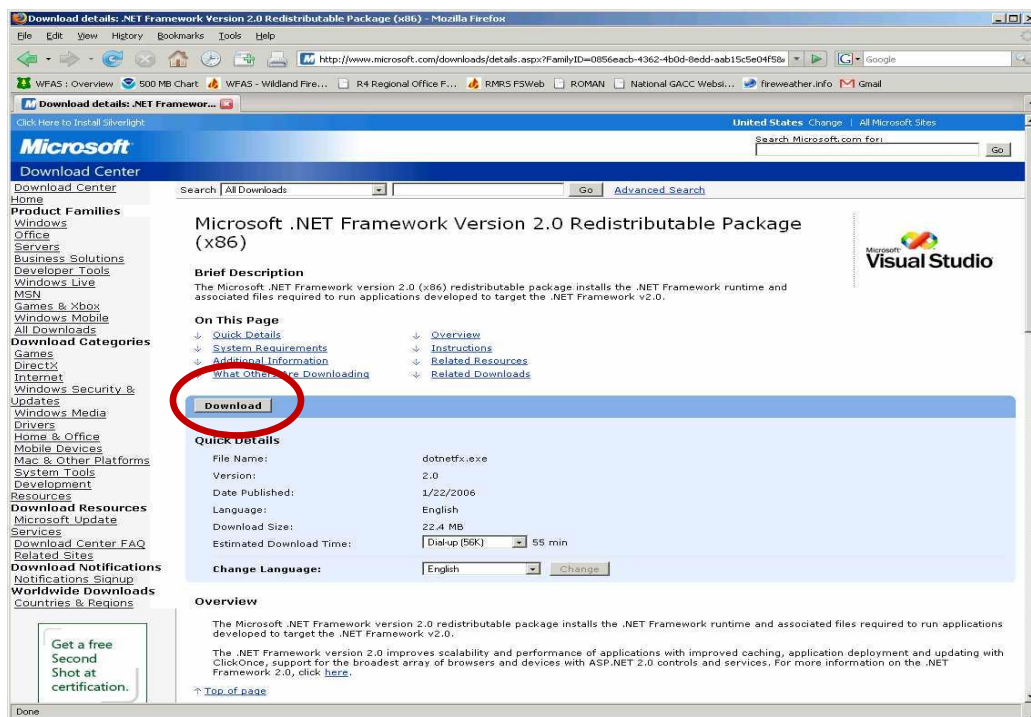 Download details: .NET Framework Version 2.0 Redistributable Package (x86) - Mozilla Firefox
File Edit View History Bookmarks Tools Help
http://www.microsoft.com/downloads/details.aspx?FamilyID=0856eacb-4362-4b0d-8edd-aab15c5e04f5& Google
WFAS : Overview 500 MB Chart WFAS - Wildland Fire... R4 Regional Office F... RMRS FSWeb ROMAN National GACC Websi... fireweather.info Gmail
Download details: .NET Framewor...
Click Here to Install Silverlight United States Change | All Microsoft Sites
Microsoft Search Microsoft.com for:
Go
Download Center
Search All Downloads Go Advanced Search
Download Center
Home
Product Families
Windows
Office
Servers
Business Solutions
Developer Tools
Windows Live
MSN
Games & Xbox
Windows Mobile
All Downloads
Download Categories
Games
DirectX
Internet
Windows Security &
Updates
Windows Media
Drivers
Home & Office
Mobile Devices
Mac & Other Platforms
System Tools
Development
Resources
Download Resources
Microsoft Update
Services
Download Center FAQ
Related Sites
Download Notifications
Notifications Signup
Worldwide Downloads
Countries & Regions
Get a free
Second
Shot at
certification.
Microsoft .NET Framework Version 2.0 Redistributable Package
(x86)
Microsoft
Visual Studio
Brief Description
The Microsoft .NET Framework version 2.0 (x86) redistributable package installs the .NET Framework runtime and
associated files required to run applications developed to target the .NET Framework v2.0.
On This Page
Quick Details Overview
System Requirements Instructions
Additional Information Related Resources
What Others Are Downloading Related Downloads
Download
Quick Details
File Name: dotnetfx.exe
Version: 2.0
Date Published: 1/22/2006
Language: English
Download Size: 22.4 MB
Estimated Download Time: Dial-up (56K) 55 min
Change Language: English Change
Overview
The Microsoft .NET Framework version 2.0 redistributable package installs the .NET Framework runtime and associated files required to run applications
developed to target the .NET Framework v2.0.
The .NET Framework version 2.0 improves scalability and performance of applications with improved caching, application deployment and updating with
ClickOnce, support for the broadest array of browsers and devices with ASP.NET 2.0 controls and services. For more information on the .NET
Framework 2.0, click here.
Top of page
Done